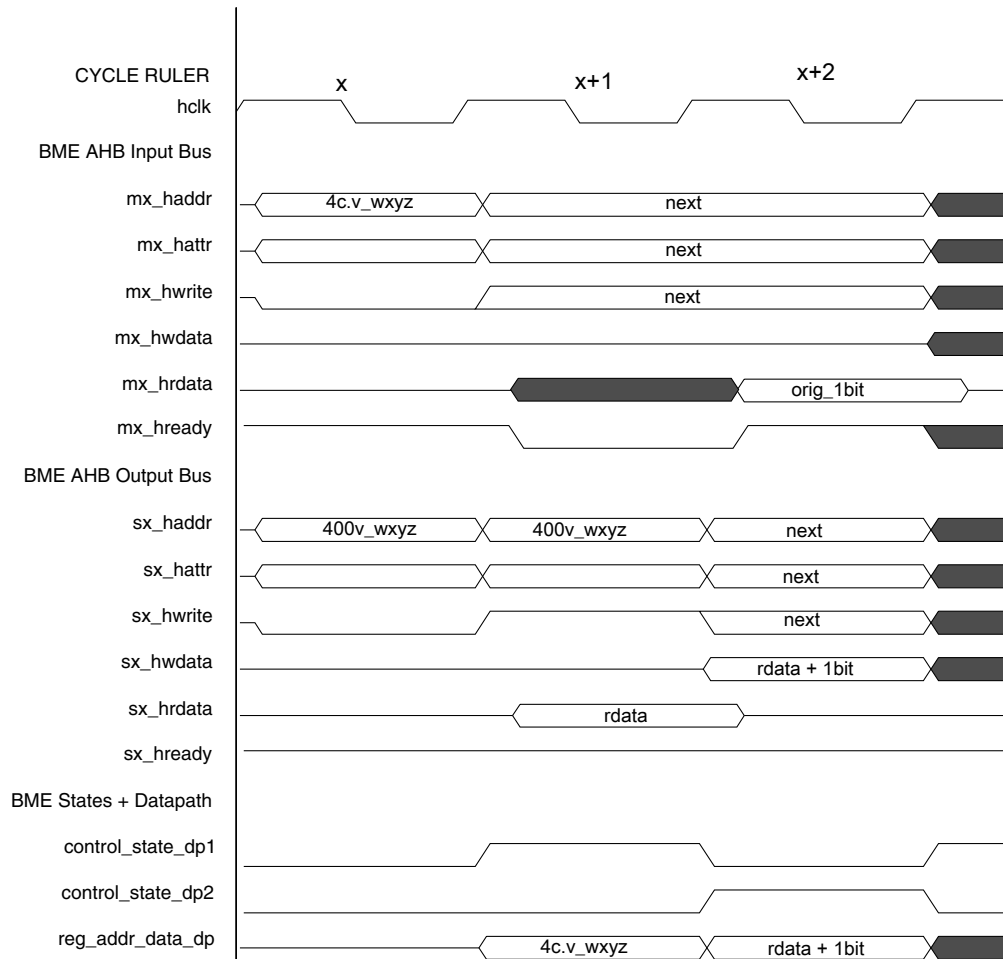 CYCLE RULER x x+1 x+2
hclk
BME AHB Input Bus
mx_haddr 4c.v_wxyz next
mx_hattr next
mx_hwrite next
mx_hwdata
mx_hrdata orig_1bit
mx_hready
BME AHB Output Bus
sx_haddr 400v_wxyz 400v_wxyz next
sx_hattr next
sx_hwrite next
sx_hwdata rdata + 1bit
sx_hrdata rdata
sx_hready
BME States + Datapath
control_state_dp1
control_state_dp2
reg_addr_data_dp 4c.v_wxyz rdata + 1bit